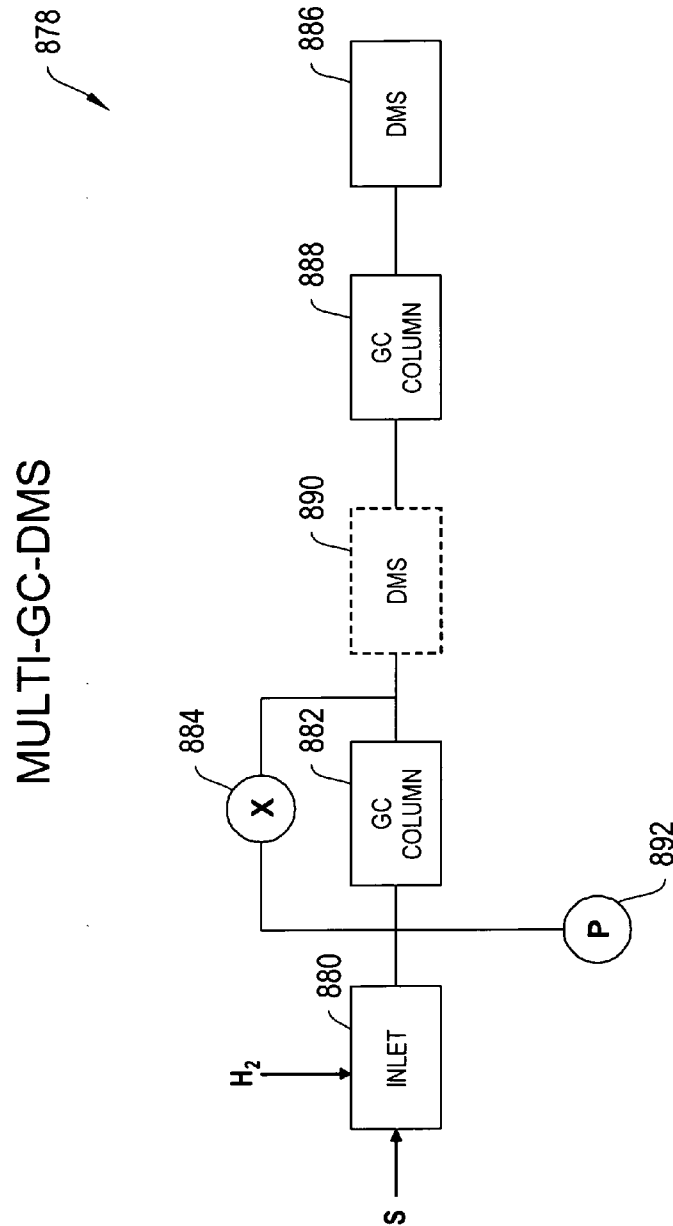 MULTI-GC-DMS
878
S
H2
INLET
880
P
892
GC
COLUMN
882
X
884
DMS
890
GC
COLUMN
888
DMS
886